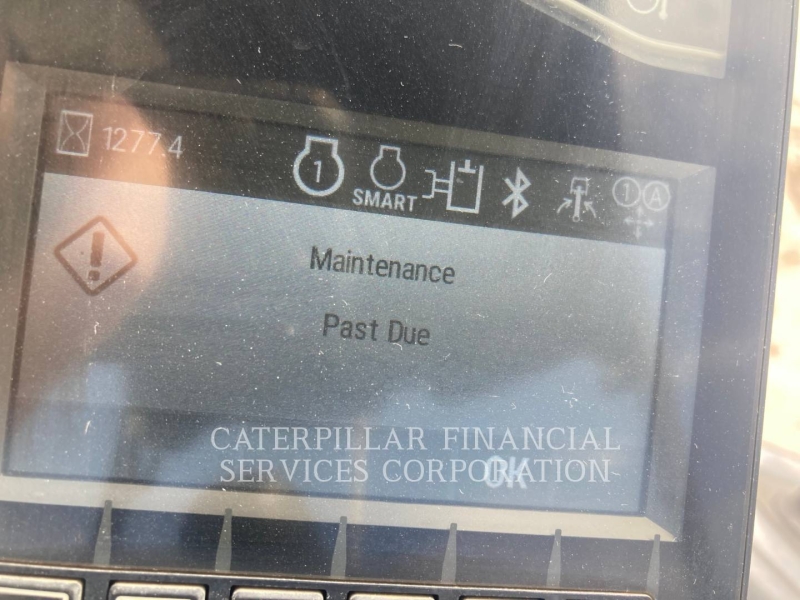 1277.4
1
SMART
1 A
Maintenance
Past Due
CATERPILLAR FINANCIAL
SERVICES CORPORATION
OK